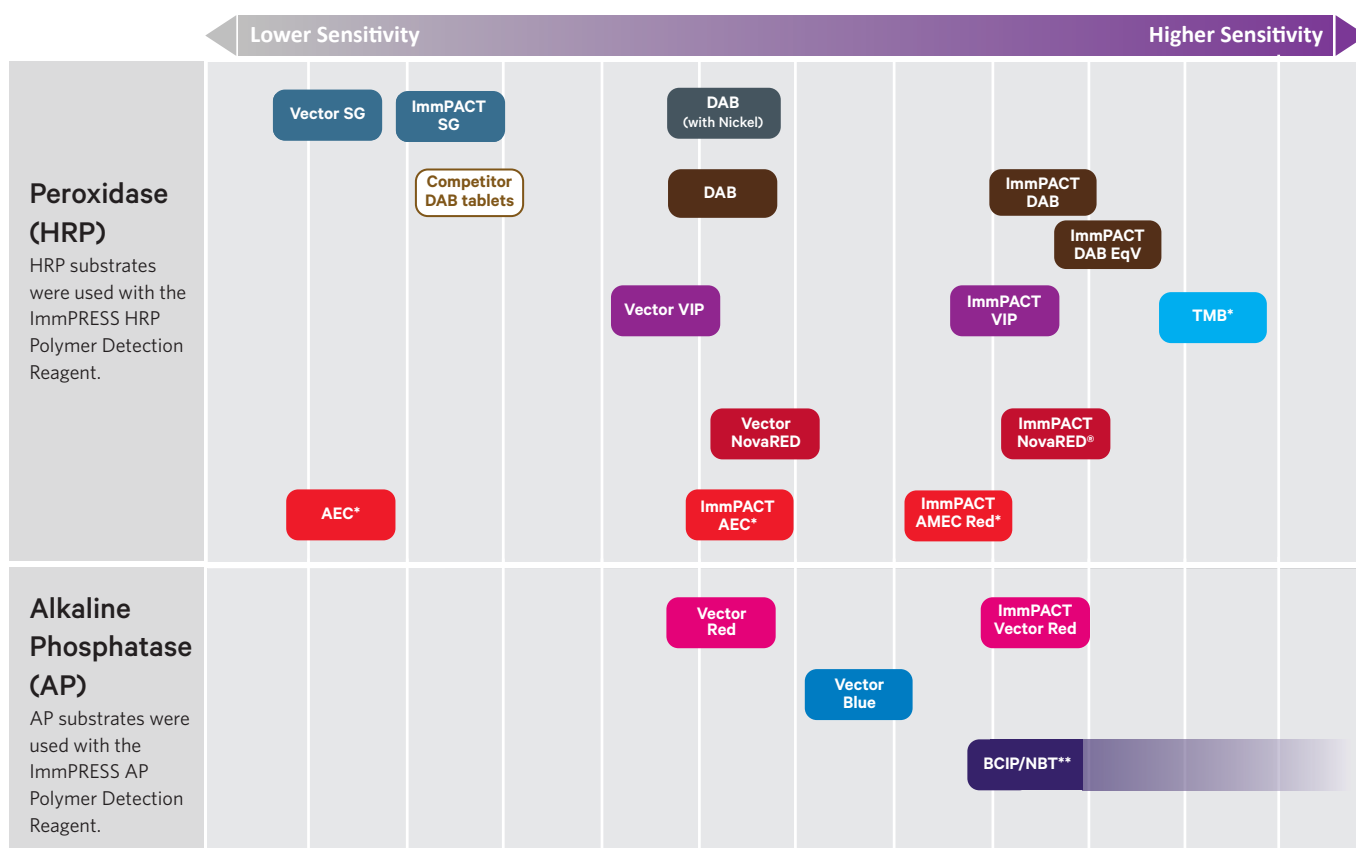 Lower Sensitivity
Higher Sensitivity
Peroxidase
(HRP)
HRP substrates
were used with the
ImmPRESS HRP
Polymer Detection
Reagent.
Vector SG
ImmPACT
SG
DAB
(with Nickel)
Competitor
DAB tablets
DAB
ImmPACT
DAB
ImmPACT
DAB EqV
Vector VIP
ImmPACT
VIP
TMB*
Vector
NovaRED
ImmPACT
NovaRED®
AEC*
ImmPACT
AEC*
ImmPACT
AMEC Red*
Alkaline
Phosphatase
(AP)
AP substrates were
used with the
ImmPRESS AP
Polymer Detection
Reagent.
Vector
Red
ImmPACT
Vector Red
Vector
Blue
BCIP/NBT**